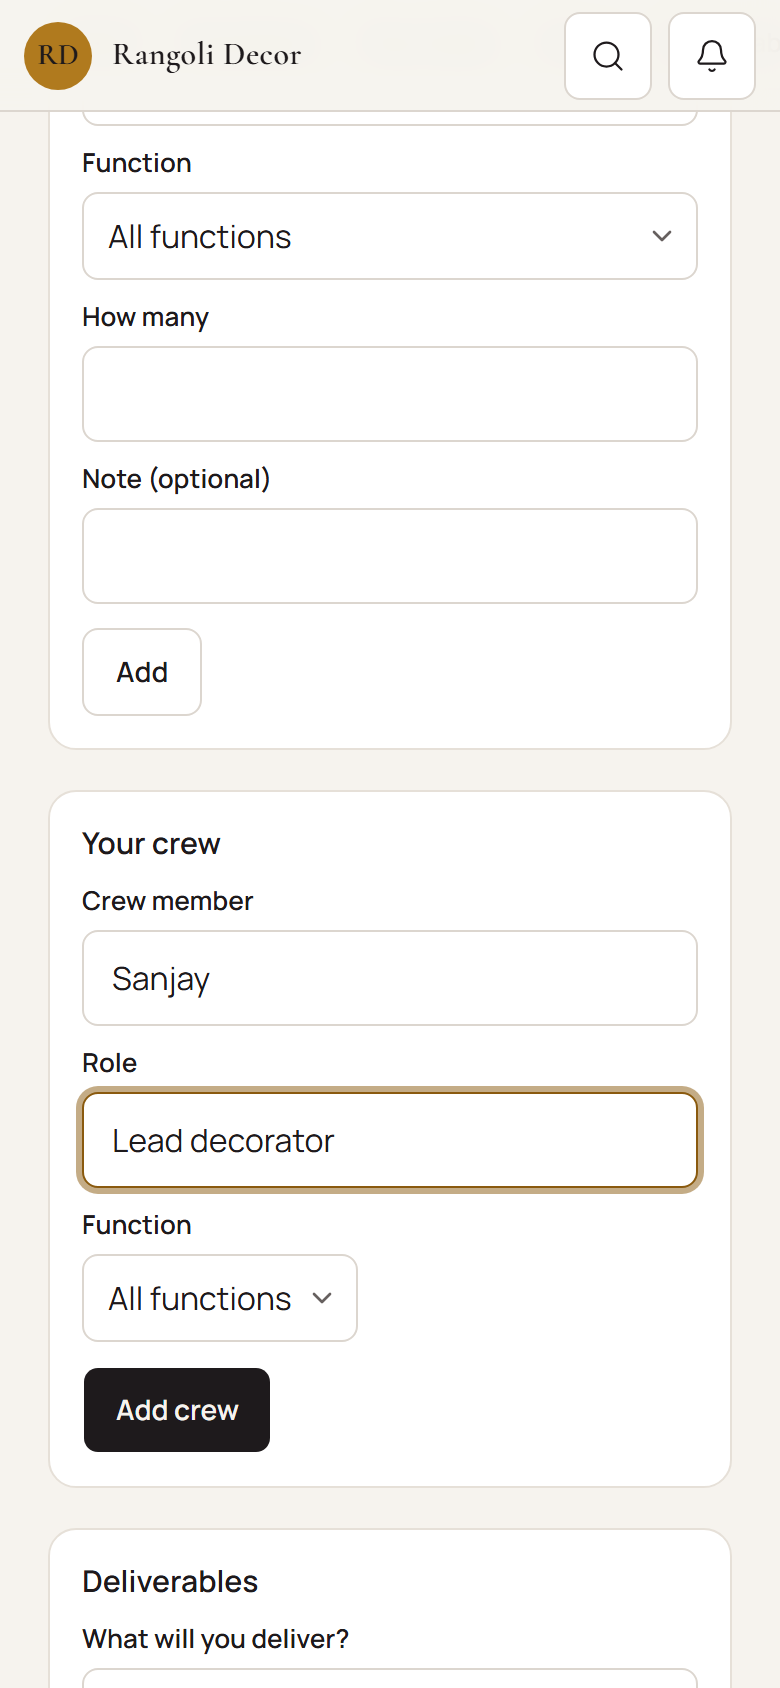 RD
Rangoli Decor
Function
All functions
How many
Note (optional)
Add
Your crew
Crew member
Sanjay
Role
Lead decorator
Function
All functions
Add crew
Deliverables
What will you deliver?